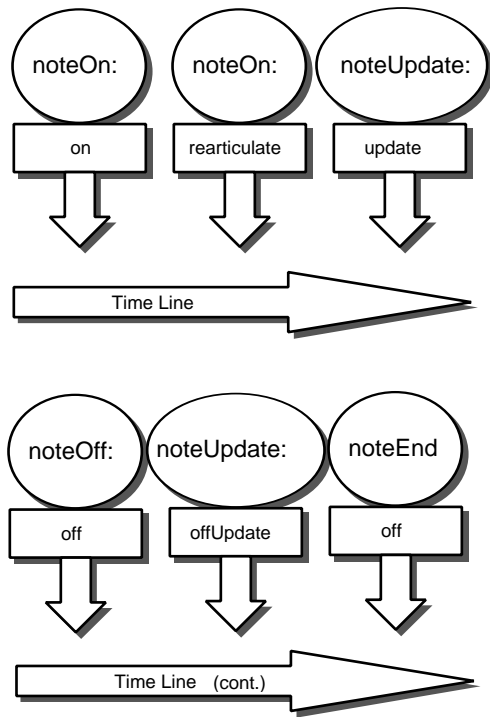 noteOn: noteOn: noteUpdate:
on rearticulate update
Time Line
noteOff: noteUpdate: noteEnd
off offUpdate off
Time Line (cont.)